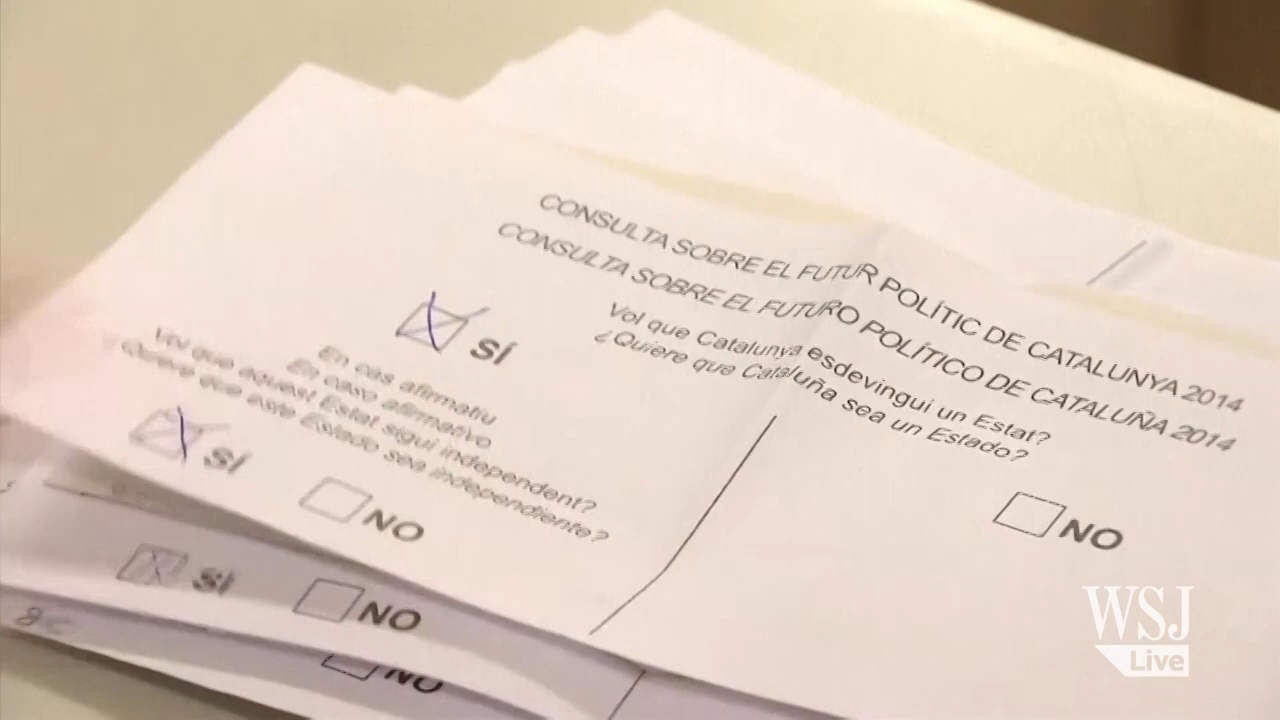 CONSULTA SOBRE EL FUTUR POLÍTIC DE CATALUNYA 2014
CONSULTA SOBRE EL FUTURO POLÍTICO DE CATALUÑA 2014
Vol que Catalunya esdevingui un Estat?
¿Quiere que Cataluña sea un Estado?
SÍ
NO
En cas afirmatiu
En caso afirmativo
Vol que aquest Estat sigui independent?
¿Quiere que este Estado sea independiente?
SÍ
NO
SÍ
NO
NO
WSJ
Live